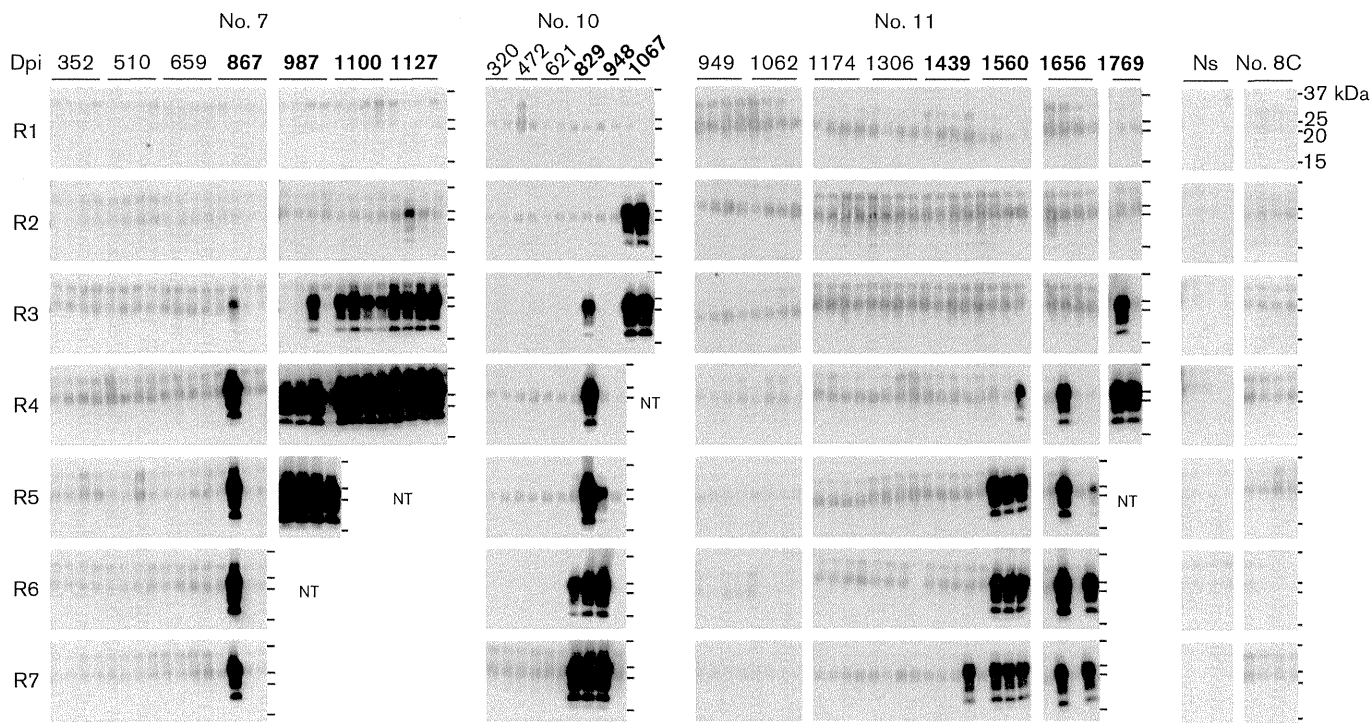 No. 7 No. 10 No. 11
Dpi 352 510 659 867 987 1100 1127 320 472 621 829 948 1067 949 1062 1174 1306 1439 1560 1656 1769 Ns No. 8C
R1 -37 kDa
-25
-20
-15
R2
R3
R4 NT
R5 NT NT
R6 NT
R7